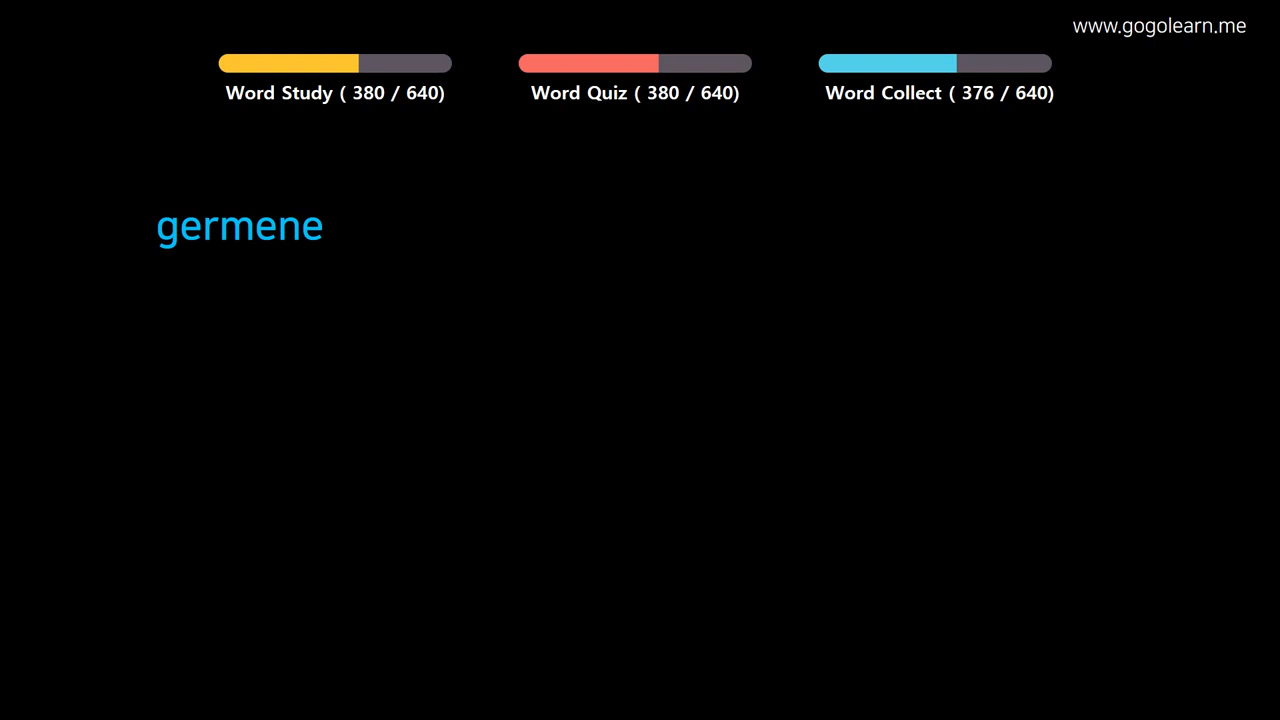 www.gogolearn.me
Word Study ( 380 / 640)
Word Quiz ( 380 / 640)
Word Collect ( 376 / 640)
germene